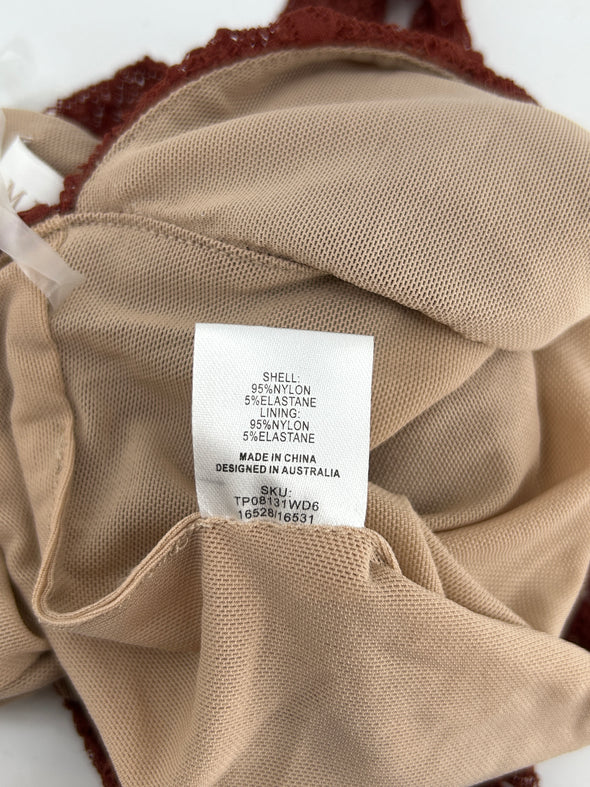 SHELL:
95%NYLON
5%ELASTANE
LINING:
95%NYLON
5%ELASTANE
MADE IN CHINA
DESIGNED IN AUSTRALIA
SKU:
TP08131WD6
16528/16531